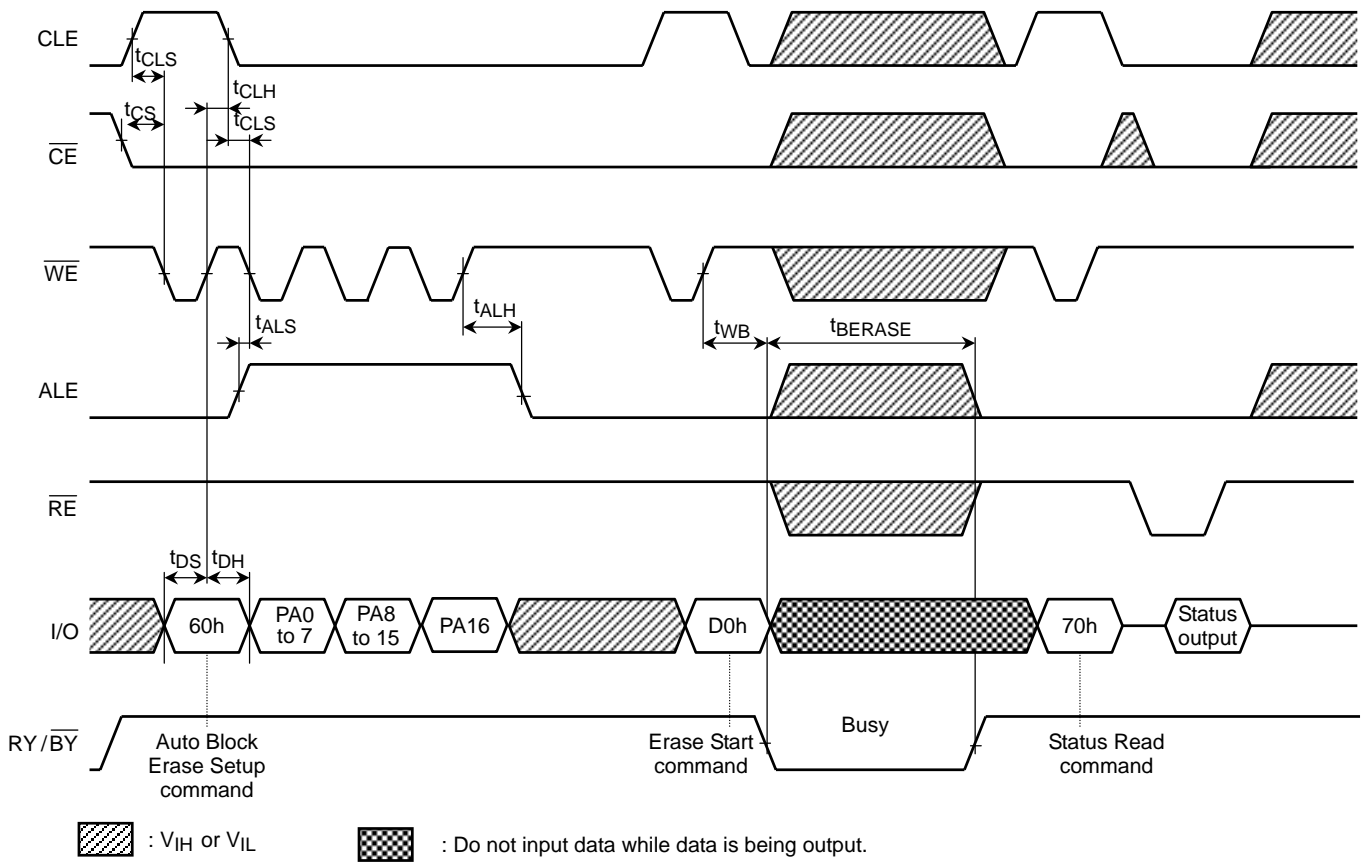 CLE
tCLS
tCLH
tCS
tCLS
CE
WE
tALS
tALH
tWB
tBERASE
ALE
RE
tDS
tDH
I/O
60h
PA0
to 7
PA8
to 15
PA16
D0h
70h
Status
output
RY/BY
Busy
Auto Block
Erase Setup
command
Erase Start
command
Status Read
command
: VIH or VIL
: Do not input data while data is being output.